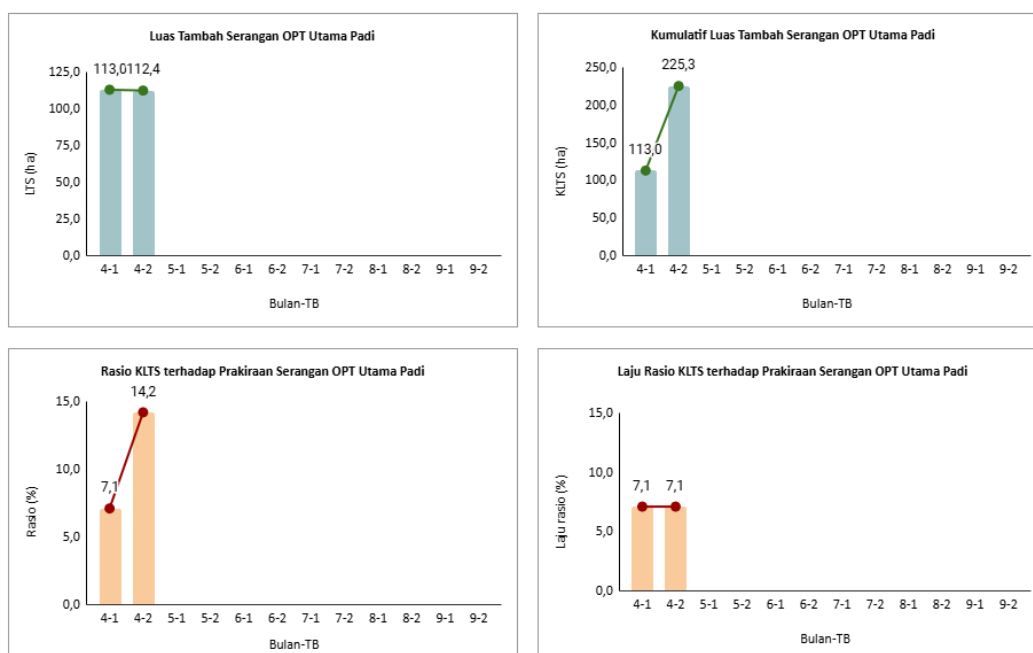 Luas Tambah Serangan OPT Utama Padi
125,0
100,0
75,0
50,0
25,0
0,0
LTS (ha)
113,0
112,4
4-1 4-2 5-1 5-2 6-1 6-2 7-1 7-2 8-1 8-2 9-1 9-2
Bulan-TB
Kumulatif Luas Tambah Serangan OPT Utama Padi
250,0
200,0
150,0
100,0
50,0
0,0
KLTS (ha)
113,0
225,3
4-1 4-2 5-1 5-2 6-1 6-2 7-1 7-2 8-1 8-2 9-1 9-2
Bulan-TB
Rasio KLTS terhadap Prakiraan Serangan OPT Utama Padi
15,0
10,0
5,0
0,0
Rasio (%)
7,1
14,2
4-1 4-2 5-1 5-2 6-1 6-2 7-1 7-2 8-1 8-2 9-1 9-2
Bulan-TB
Laju Rasio KLTS terhadap Prakiraan Serangan OPT Utama Padi
15,0
10,0
5,0
0,0
Laju rasio (%)
7,1
7,1
4-1 4-2 5-1 5-2 6-1 6-2 7-1 7-2 8-1 8-2 9-1 9-2
Bulan-TB